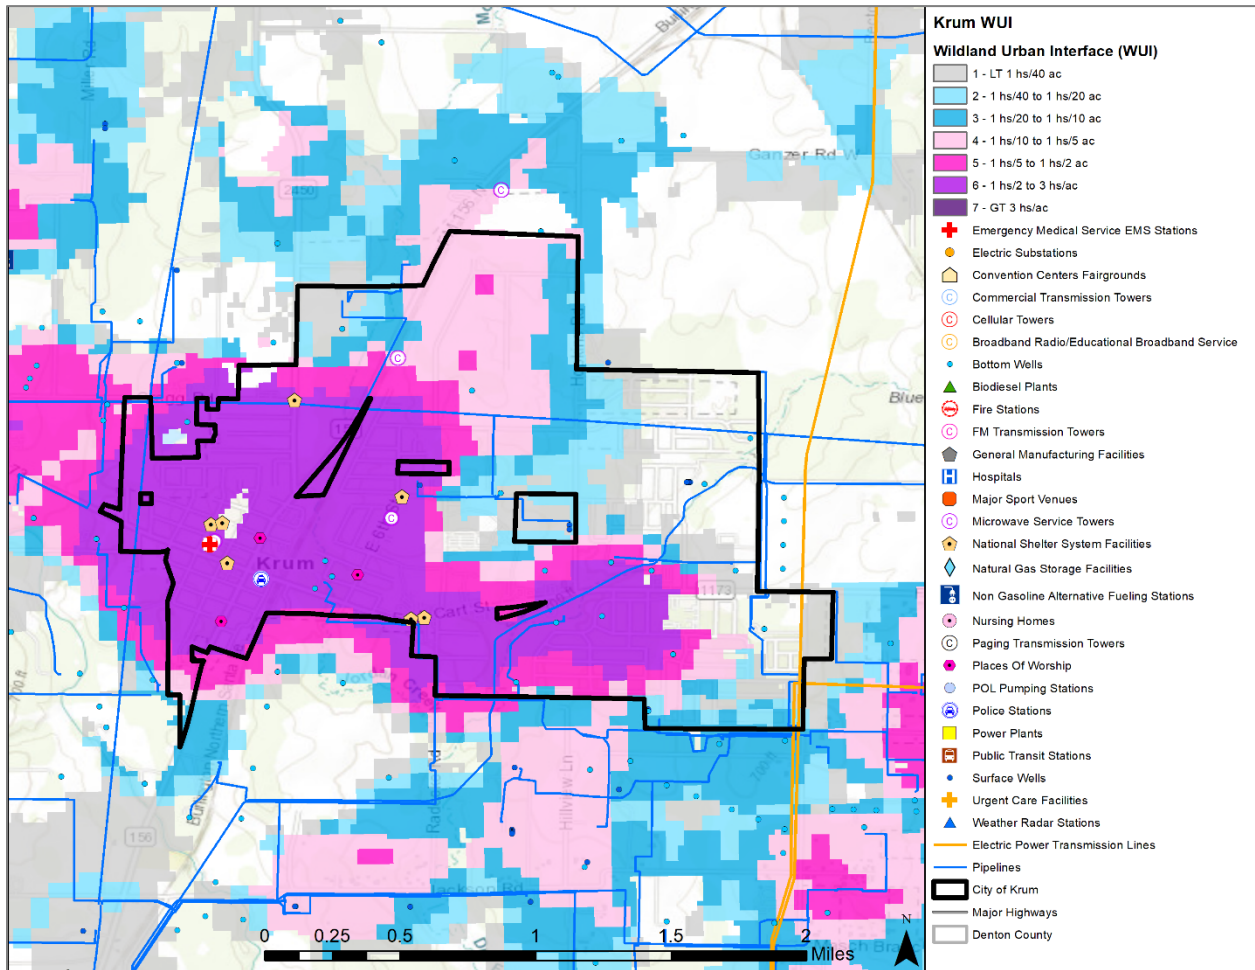 Krum WUI
Wildland Urban Interface (WUI)
1 - LT 1 hs/40 ac
2 - 1 hs/40 to 1 hs/20 ac
3 - 1 hs/20 to 1 hs/10 ac
4 - 1 hs/10 to 1 hs/5 ac
5 - 1 hs/5 to 1 hs/2 ac
6 - 1 hs/2 to 3 hs/ac
7 - GT 3 hs/ac
Emergency Medical Service EMS Stations
Electric Substations
Convention Centers Fairgrounds
C Commercial Transmission Towers
C Cellular Towers
C Broadband Radio/Educational Broadband Service
Bottom Wells
Biodiesel Plants
Fire Stations
C FM Transmission Towers
General Manufacturing Facilities
H Hospitals
Major Sport Venues
C Microwave Service Towers
National Shelter System Facilities
Natural Gas Storage Facilities
Non Gasoline Alternative Fueling Stations
Nursing Homes
C Paging Transmission Towers
Places Of Worship
POL Pumping Stations
Police Stations
Power Plants
Public Transit Stations
Surface Wells
Urgent Care Facilities
Weather Radar Stations
Electric Power Transmission Lines
Pipelines
City of Krum
Major Highways
Denton County
Ganzer Rd W
2450
C
C
Blue
C
E
Krum
1173
Cart St
Hillview Ln
700 ft
700 ft
156
Jackson Rd
Masch Bran
0 0.25 0.5 1 1.5 2
Miles
N